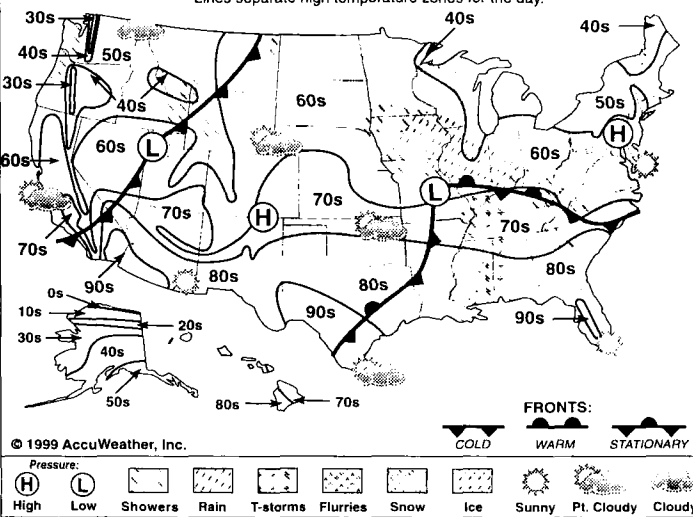 Lines separate high temperature zones for the day.
30s
40s
50s
30s
40s
40s
40s
50s
H
60s
60s
60s
L
60s
L
70s
70s
H
70s
70s
80s
80s
80s
90s
90s
90s
0s
10s
20s
30s
40s
50s
80s
70s
© 1999 AccuWeather, Inc.
FRONTS:
COLD WARM STATIONARY
Pressure:
H L
High Low Showers Rain T-storms Flurries Snow Ice Sunny Pt. Cloudy Cloudy